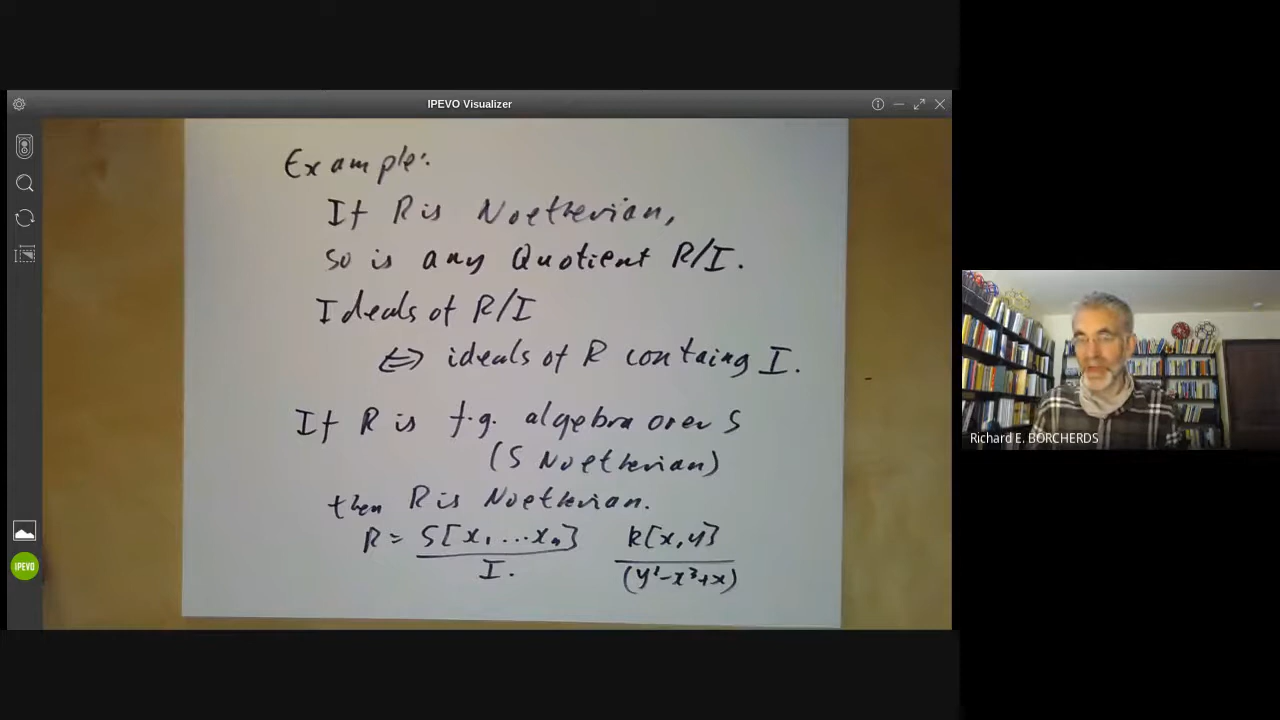 IPEVO Visualizer
Example:
If R is Noetherian,
so is any Quotient R/I.
Ideals of R/I
⇔ ideals of R containg I.
If R is f.g. algebra over S
(S Noetherian)
then R is Noetherian.
R = S[x₁ ... xₙ] / I.
k[x,y] / (y²-x³+x)
Richard E. BORCHERDS
IPEVO